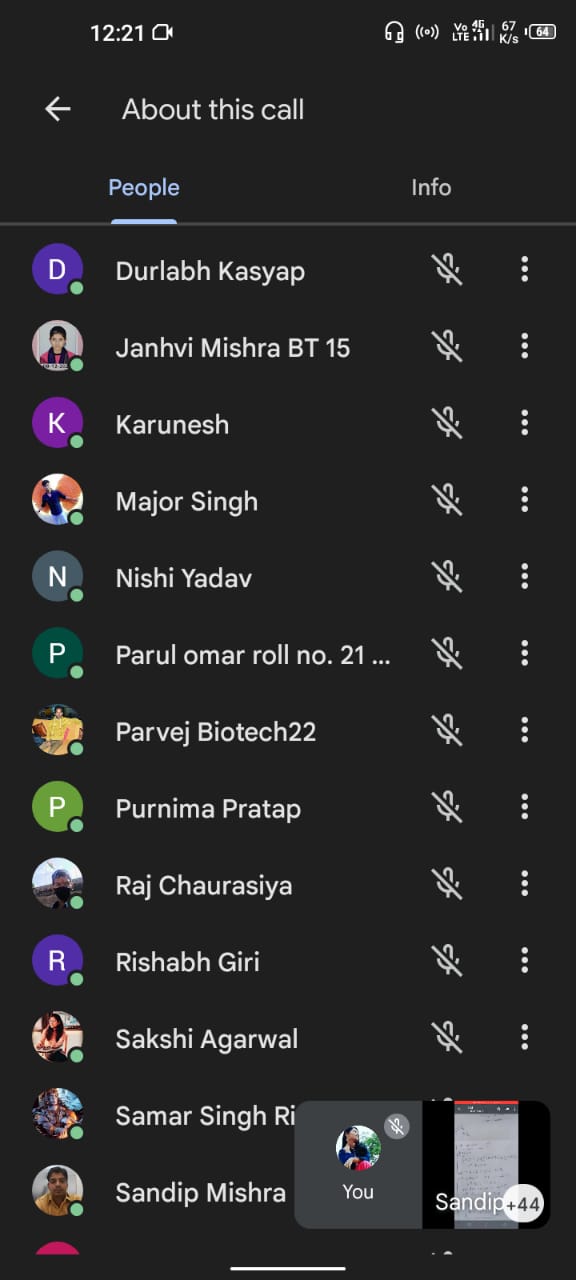 12:21 Vo LTE 4G 67 K/s 64
About this call
People Info
D Durlabh Kasyap
Janhvi Mishra BT 15
K Karunesh
Major Singh
N Nishi Yadav
P Parul omar roll no. 21 ...
Parvej Biotech22
P Purnima Pratap
Raj Chaurasiya
R Rishabh Giri
Sakshi Agarwal
Samar Singh Ri
Sandip Mishra
You
Sandip +44